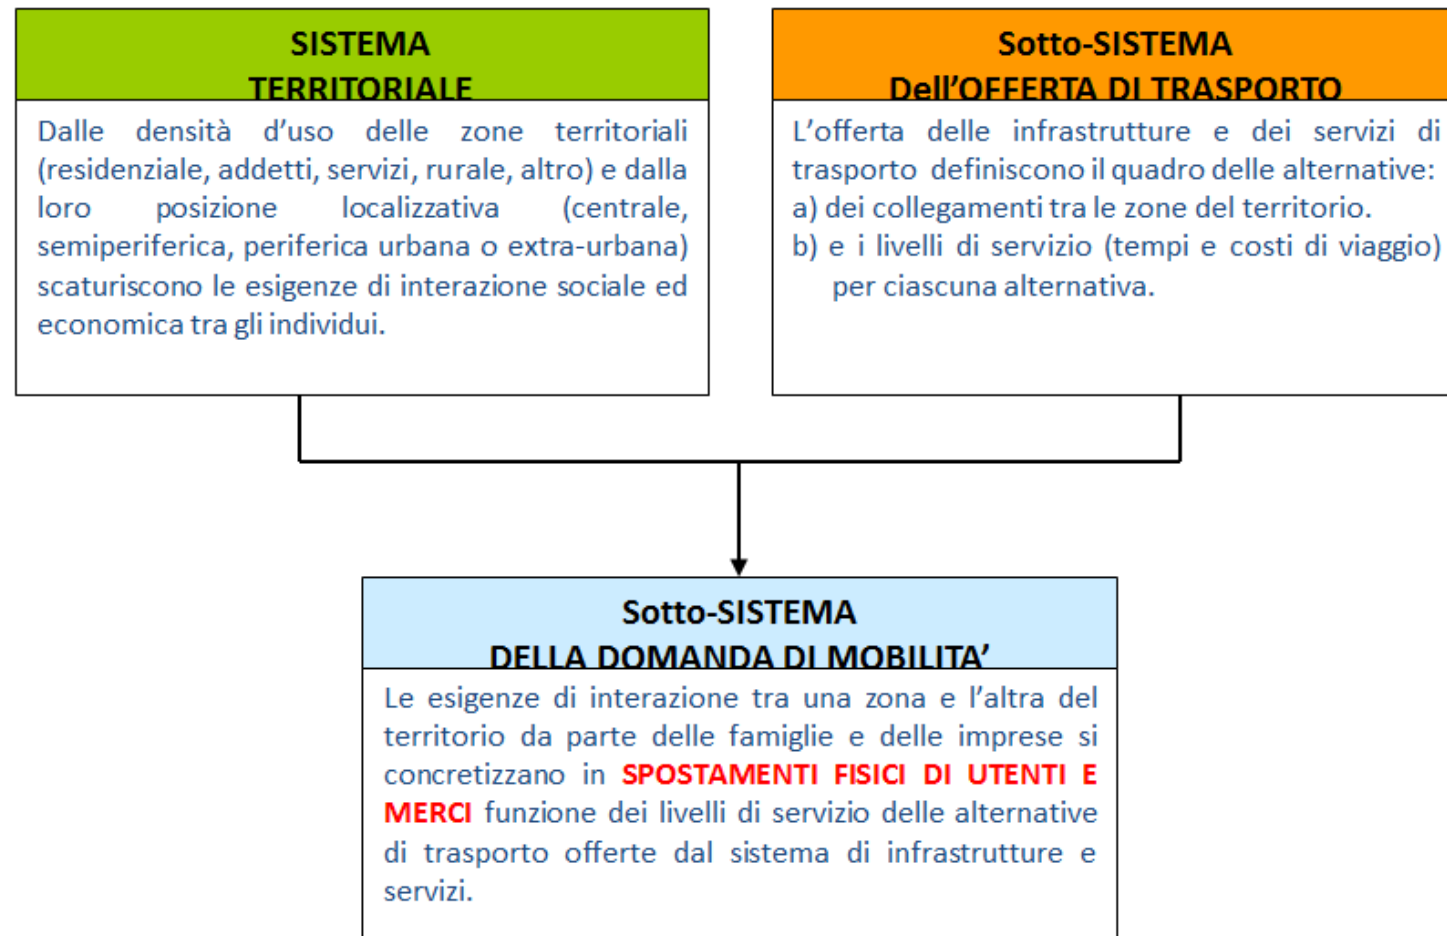 SISTEMA
TERRITORIALE
Dalle densità d’uso delle zone territoriali
(residenziale, addetti, servizi, rurale, altro) e dalla
loro posizione localizzativa (centrale,
semiperiferica, periferica urbana o extra-urbana)
scaturiscono le esigenze di interazione sociale ed
economica tra gli individui.
Sotto-SISTEMA
Dell’OFFERTA DI TRASPORTO
L’offerta delle infrastrutture e dei servizi di
trasporto definiscono il quadro delle alternative:
a) dei collegamenti tra le zone del territorio.
b) e i livelli di servizio (tempi e costi di viaggio)
per ciascuna alternativa.
Sotto-SISTEMA
DELLA DOMANDA DI MOBILITA’
Le esigenze di interazione tra una zona e l’altra del
territorio da parte delle famiglie e delle imprese si
concretizzano in SPOSTAMENTI FISICI DI UTENTI E
MERCI funzione dei livelli di servizio delle alternative
di trasporto offerte dal sistema di infrastrutture e
servizi.